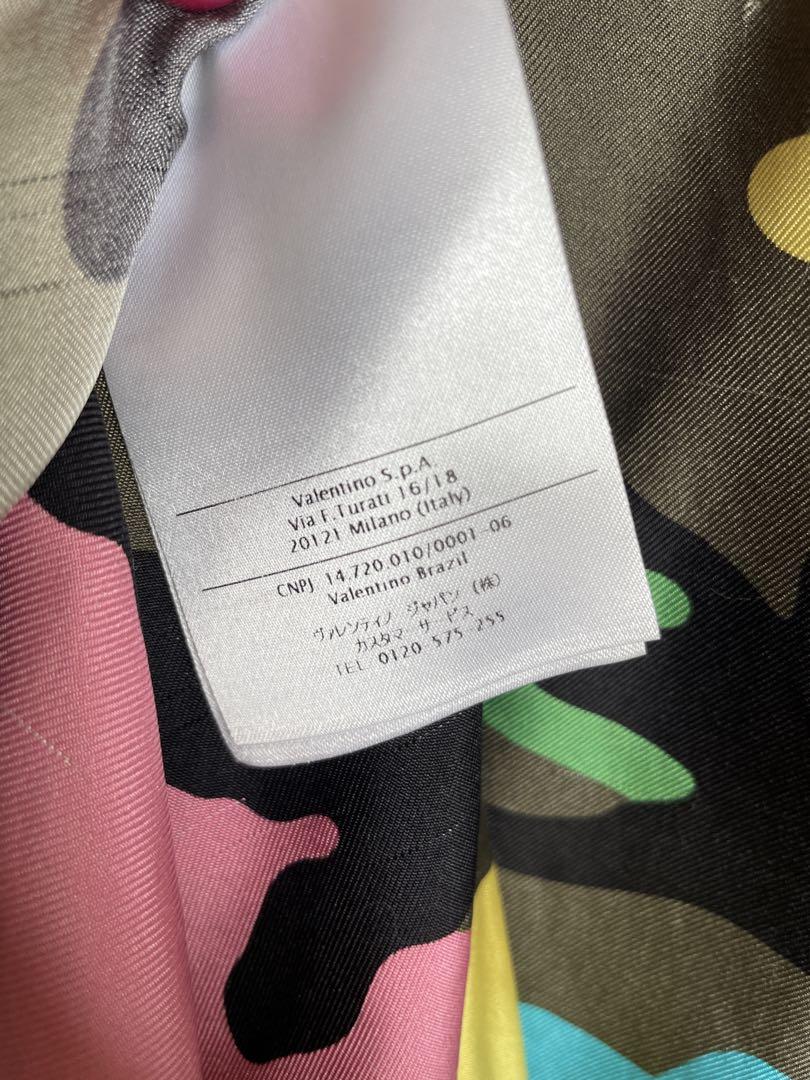 Valentino S.p.A.
Via F.Turati 16/18
20121 Milano (Italy)
CNPJ 14.720.010/0001-06
Valentino Brazil
ヴァレンティノ ジャパン (株)
カスタマ サービス
TEL 0120 575 255